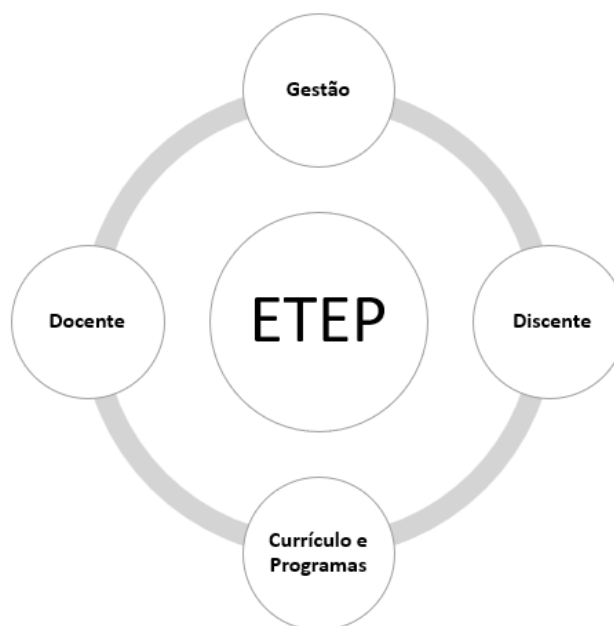 Gestão
Docente
ETEP
Discente
Currículo e
Programas